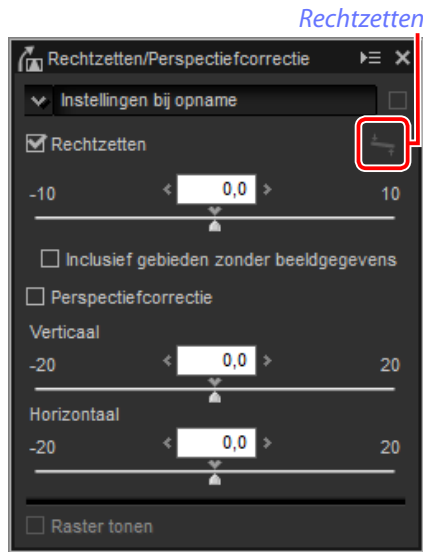 Rechtzetten
Rechtzetten/Perspectiefcorrectie
Instellingen bij opname
Rechtzetten
-10 0,0 10
Inclusief gebieden zonder beeldgegevens
Perspectiefcorrectie
Verticaal
-20 0,0 20
Horizontaal
-20 0,0 20
Raster tonen